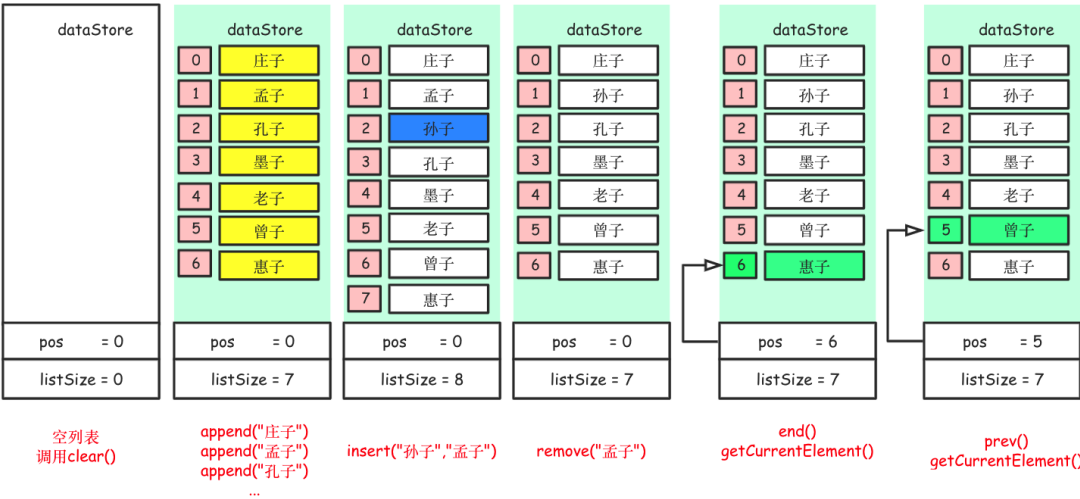 dataStore
pos = 0
listSize = 0
空列表
调用clear()
dataStore
0 庄子
1 孟子
2 孔子
3 墨子
4 老子
5 曾子
6 惠子
pos = 0
listSize = 7
append("庄子")
append("孟子")
append("孔子")
...
dataStore
0 庄子
1 孟子
2 孙子
3 孔子
4 墨子
5 老子
6 曾子
7 惠子
pos = 0
listSize = 8
insert("孙子","孟子")
dataStore
0 庄子
1 孙子
2 孔子
3 墨子
4 老子
5 曾子
6 惠子
pos = 0
listSize = 7
remove("孟子")
dataStore
0 庄子
1 孙子
2 孔子
3 墨子
4 老子
5 曾子
6 惠子
pos = 6
listSize = 7
end()
getCurrentElement()
dataStore
0 庄子
1 孙子
2 孔子
3 墨子
4 老子
5 曾子
6 惠子
pos = 5
listSize = 7
prev()
getCurrentElement()